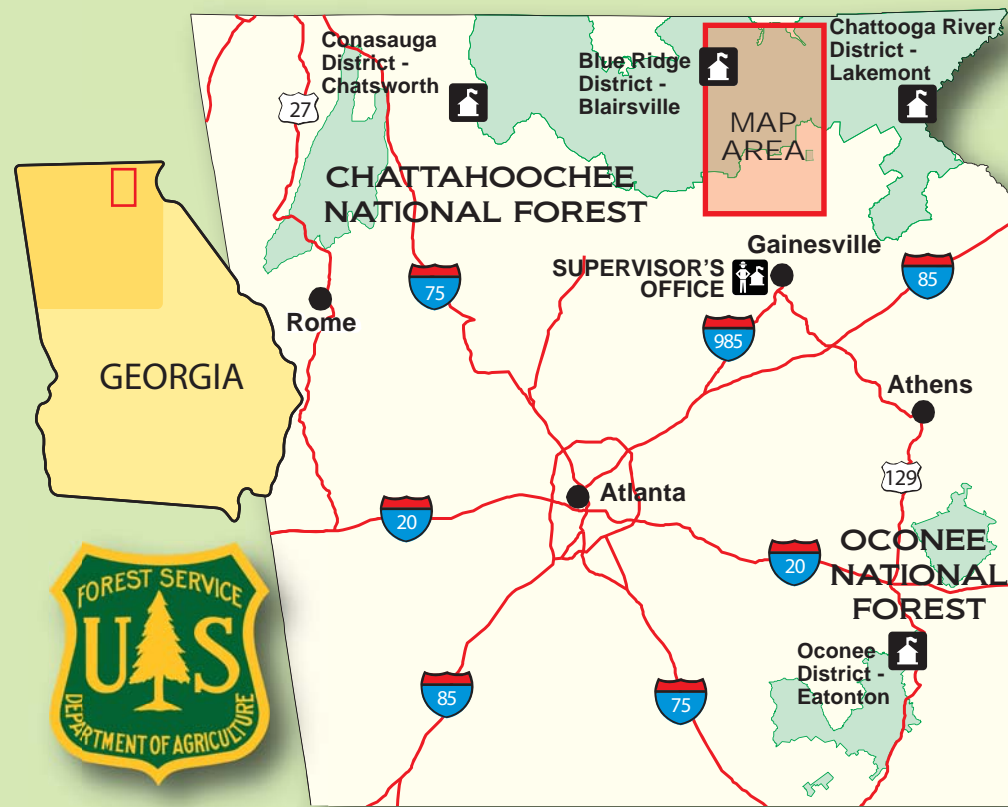 Conasauga
District -
Chatsworth
27
Blue Ridge
District -
Blairsville
Chattooga River
District -
Lakemont
MAP
AREA
CHATTAHOOCHEE
NATIONAL FOREST
Gainesville
SUPERVISOR'S
OFFICE
75
85
985
Rome
GEORGIA
Athens
129
Atlanta
20
20
OCONEE
NATIONAL
FOREST
Oconee
District -
Eatonton
85
75
FOREST SERVICE
U S
DEPARTMENT OF AGRICULTURE